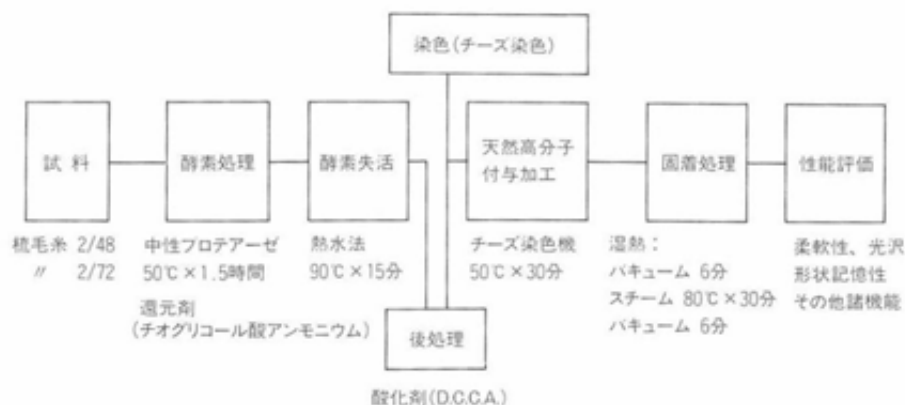 染色(チーズ染色)
試料
酵素処理
酵素失活
天然高分子
付与加工
固着処理
性能評価
梳毛糸 2/48
〃 2/72
中性プロテアーゼ
50℃×1.5時間
還元剤
(チオグリコール酸アンモニウム)
熱水法
90℃×15分
チーズ染色機
50℃×30分
湿熱:
バキューム 6分
スチーム 80℃×30分
バキューム 6分
柔軟性、光沢
形状記憶性
その他諸機能
後処理
酸化剤(D.C.C.A.)